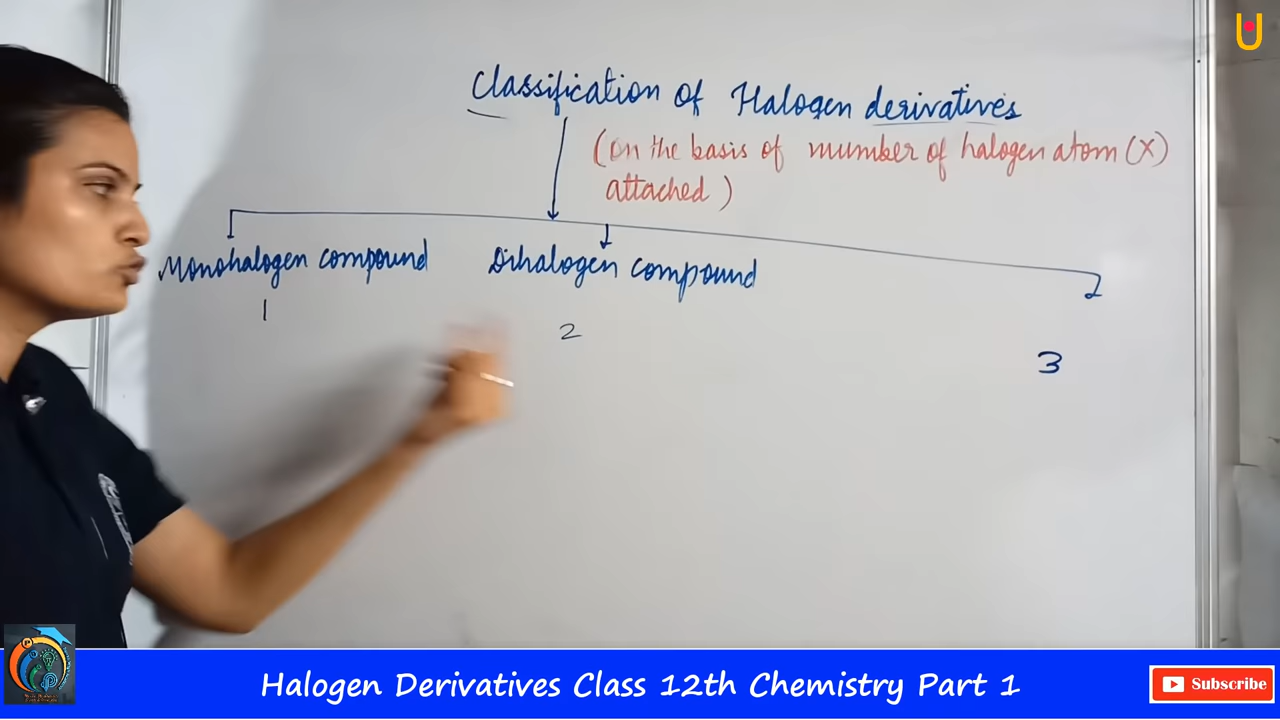 Classification of Halogen derivatives
(On the basis of number of halogen atom (X)
attached)
Monohalogen compound
Dihalogen compound
1
2
3
Halogen Derivatives Class 12th Chemistry Part 1
Subscribe